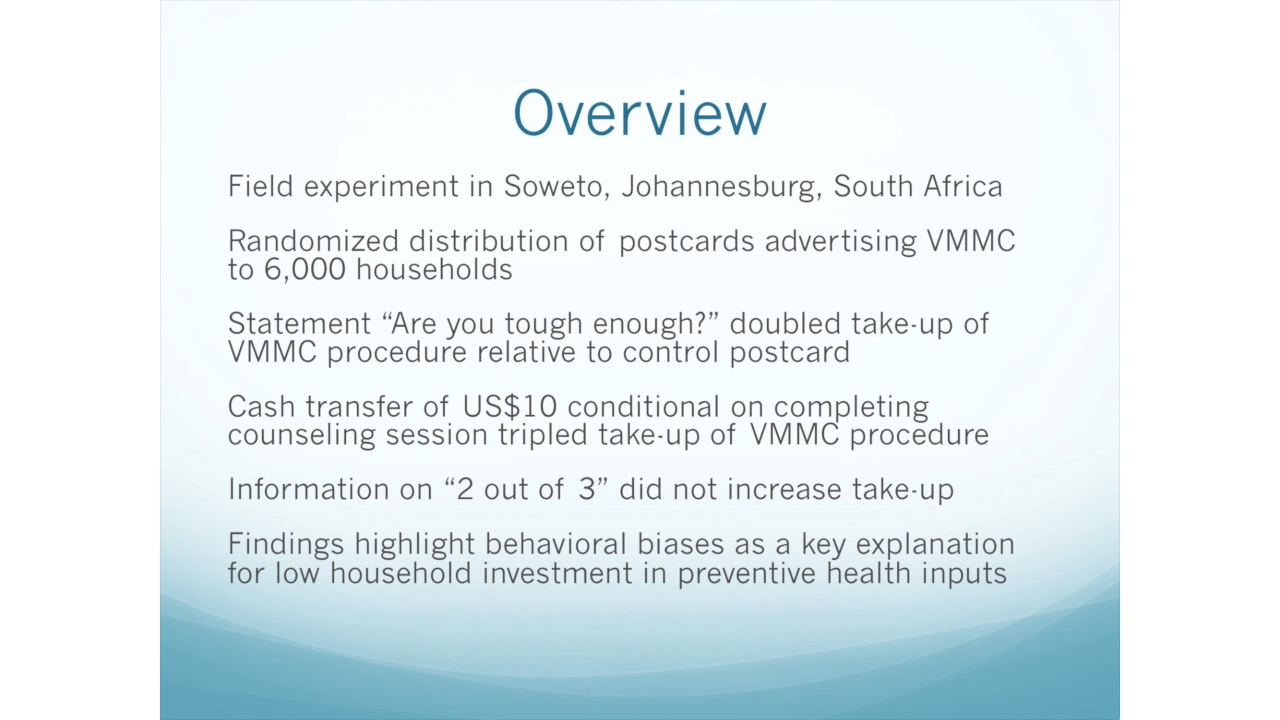 Overview
Field experiment in Soweto, Johannesburg, South Africa
Randomized distribution of postcards advertising VMMC
to 6,000 households
Statement “Are you tough enough?” doubled take-up of
VMMC procedure relative to control postcard
Cash transfer of US$10 conditional on completing
counseling session tripled take-up of VMMC procedure
Information on “2 out of 3” did not increase take-up
Findings highlight behavioral biases as a key explanation
for low household investment in preventive health inputs